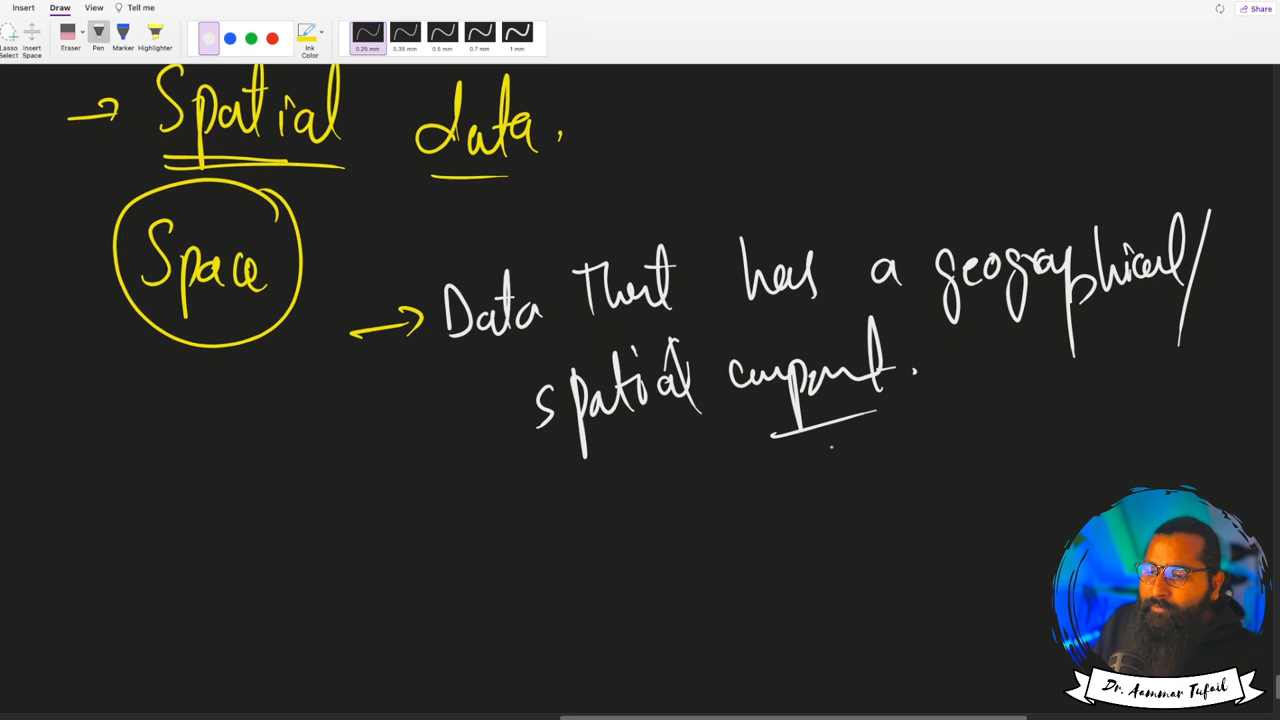 Insert Draw View Tell me
Share
Lasso Select
Insert Space
Eraser
Pen
Marker
Highlighter
Ink Color
0.25 mm
0.35 mm
0.5 mm
0.7 mm
1 mm
→ Spatial data.
Space
→ Data that has a geographical/
spatial component.
Dr. Aammar Tufail